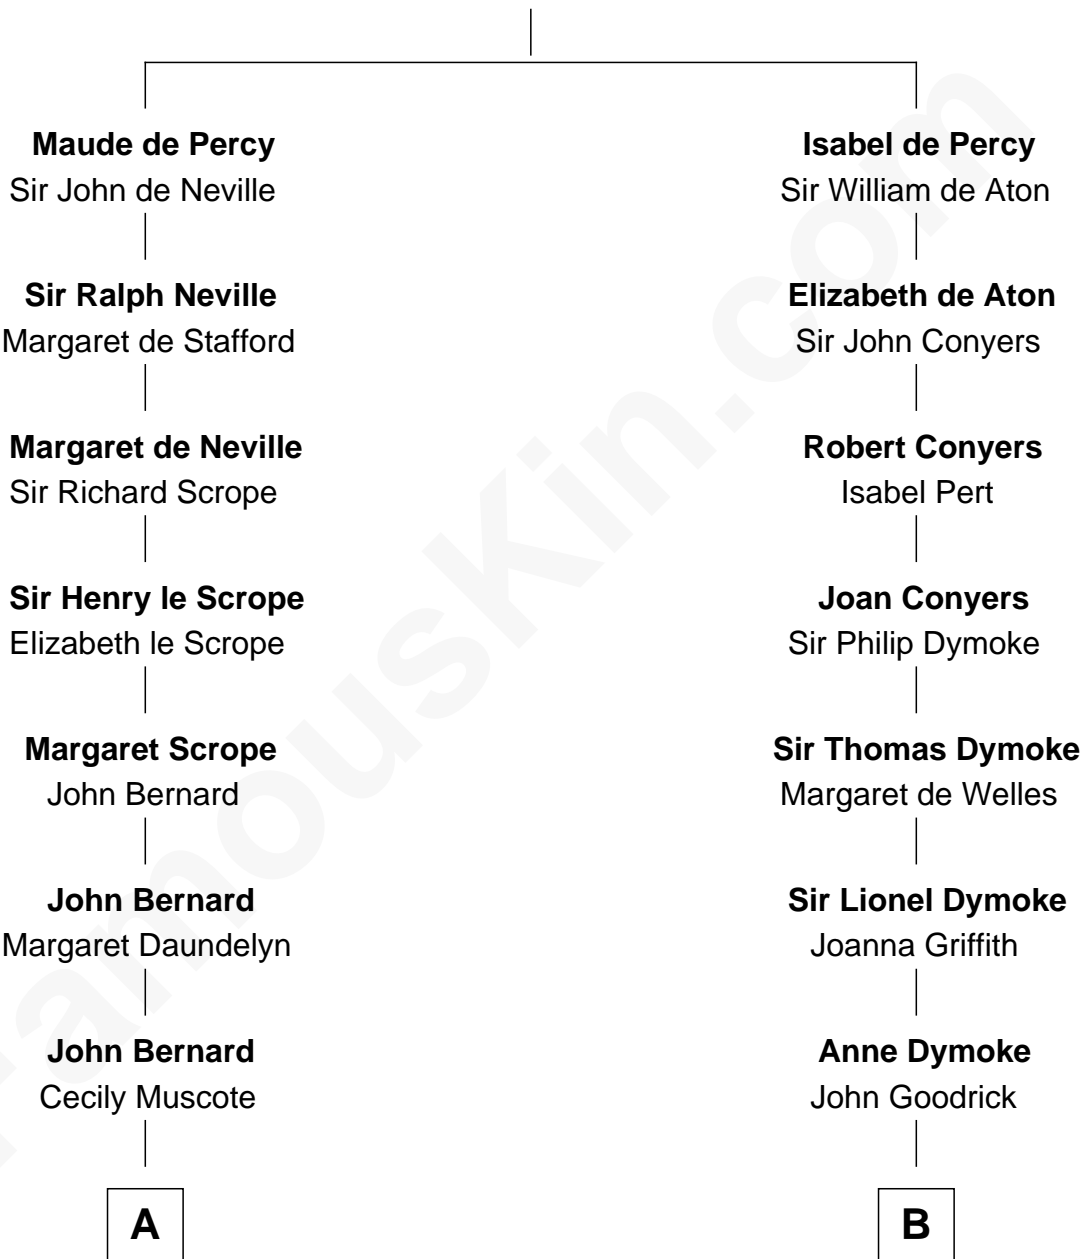 Maude de Percy
Sir John de Neville
Sir Ralph Neville
Margaret de Stafford
Margaret de Neville
Sir Richard Scrope
Sir Henry le Scrope
Elizabeth le Scrope
Margaret Scrope
John Bernard
John Bernard
Margaret Daundelyn
John Bernard
Cecily Muscote
A
Isabel de Percy
Sir William de Aton
Elizabeth de Aton
Sir John Conyers
Robert Conyers
Isabel Pert
Joan Conyers
Sir Philip Dymoke
Sir Thomas Dymoke
Margaret de Welles
Sir Lionel Dymoke
Joanna Griffith
Anne Dymoke
John Goodrick
B
FamousKin.com